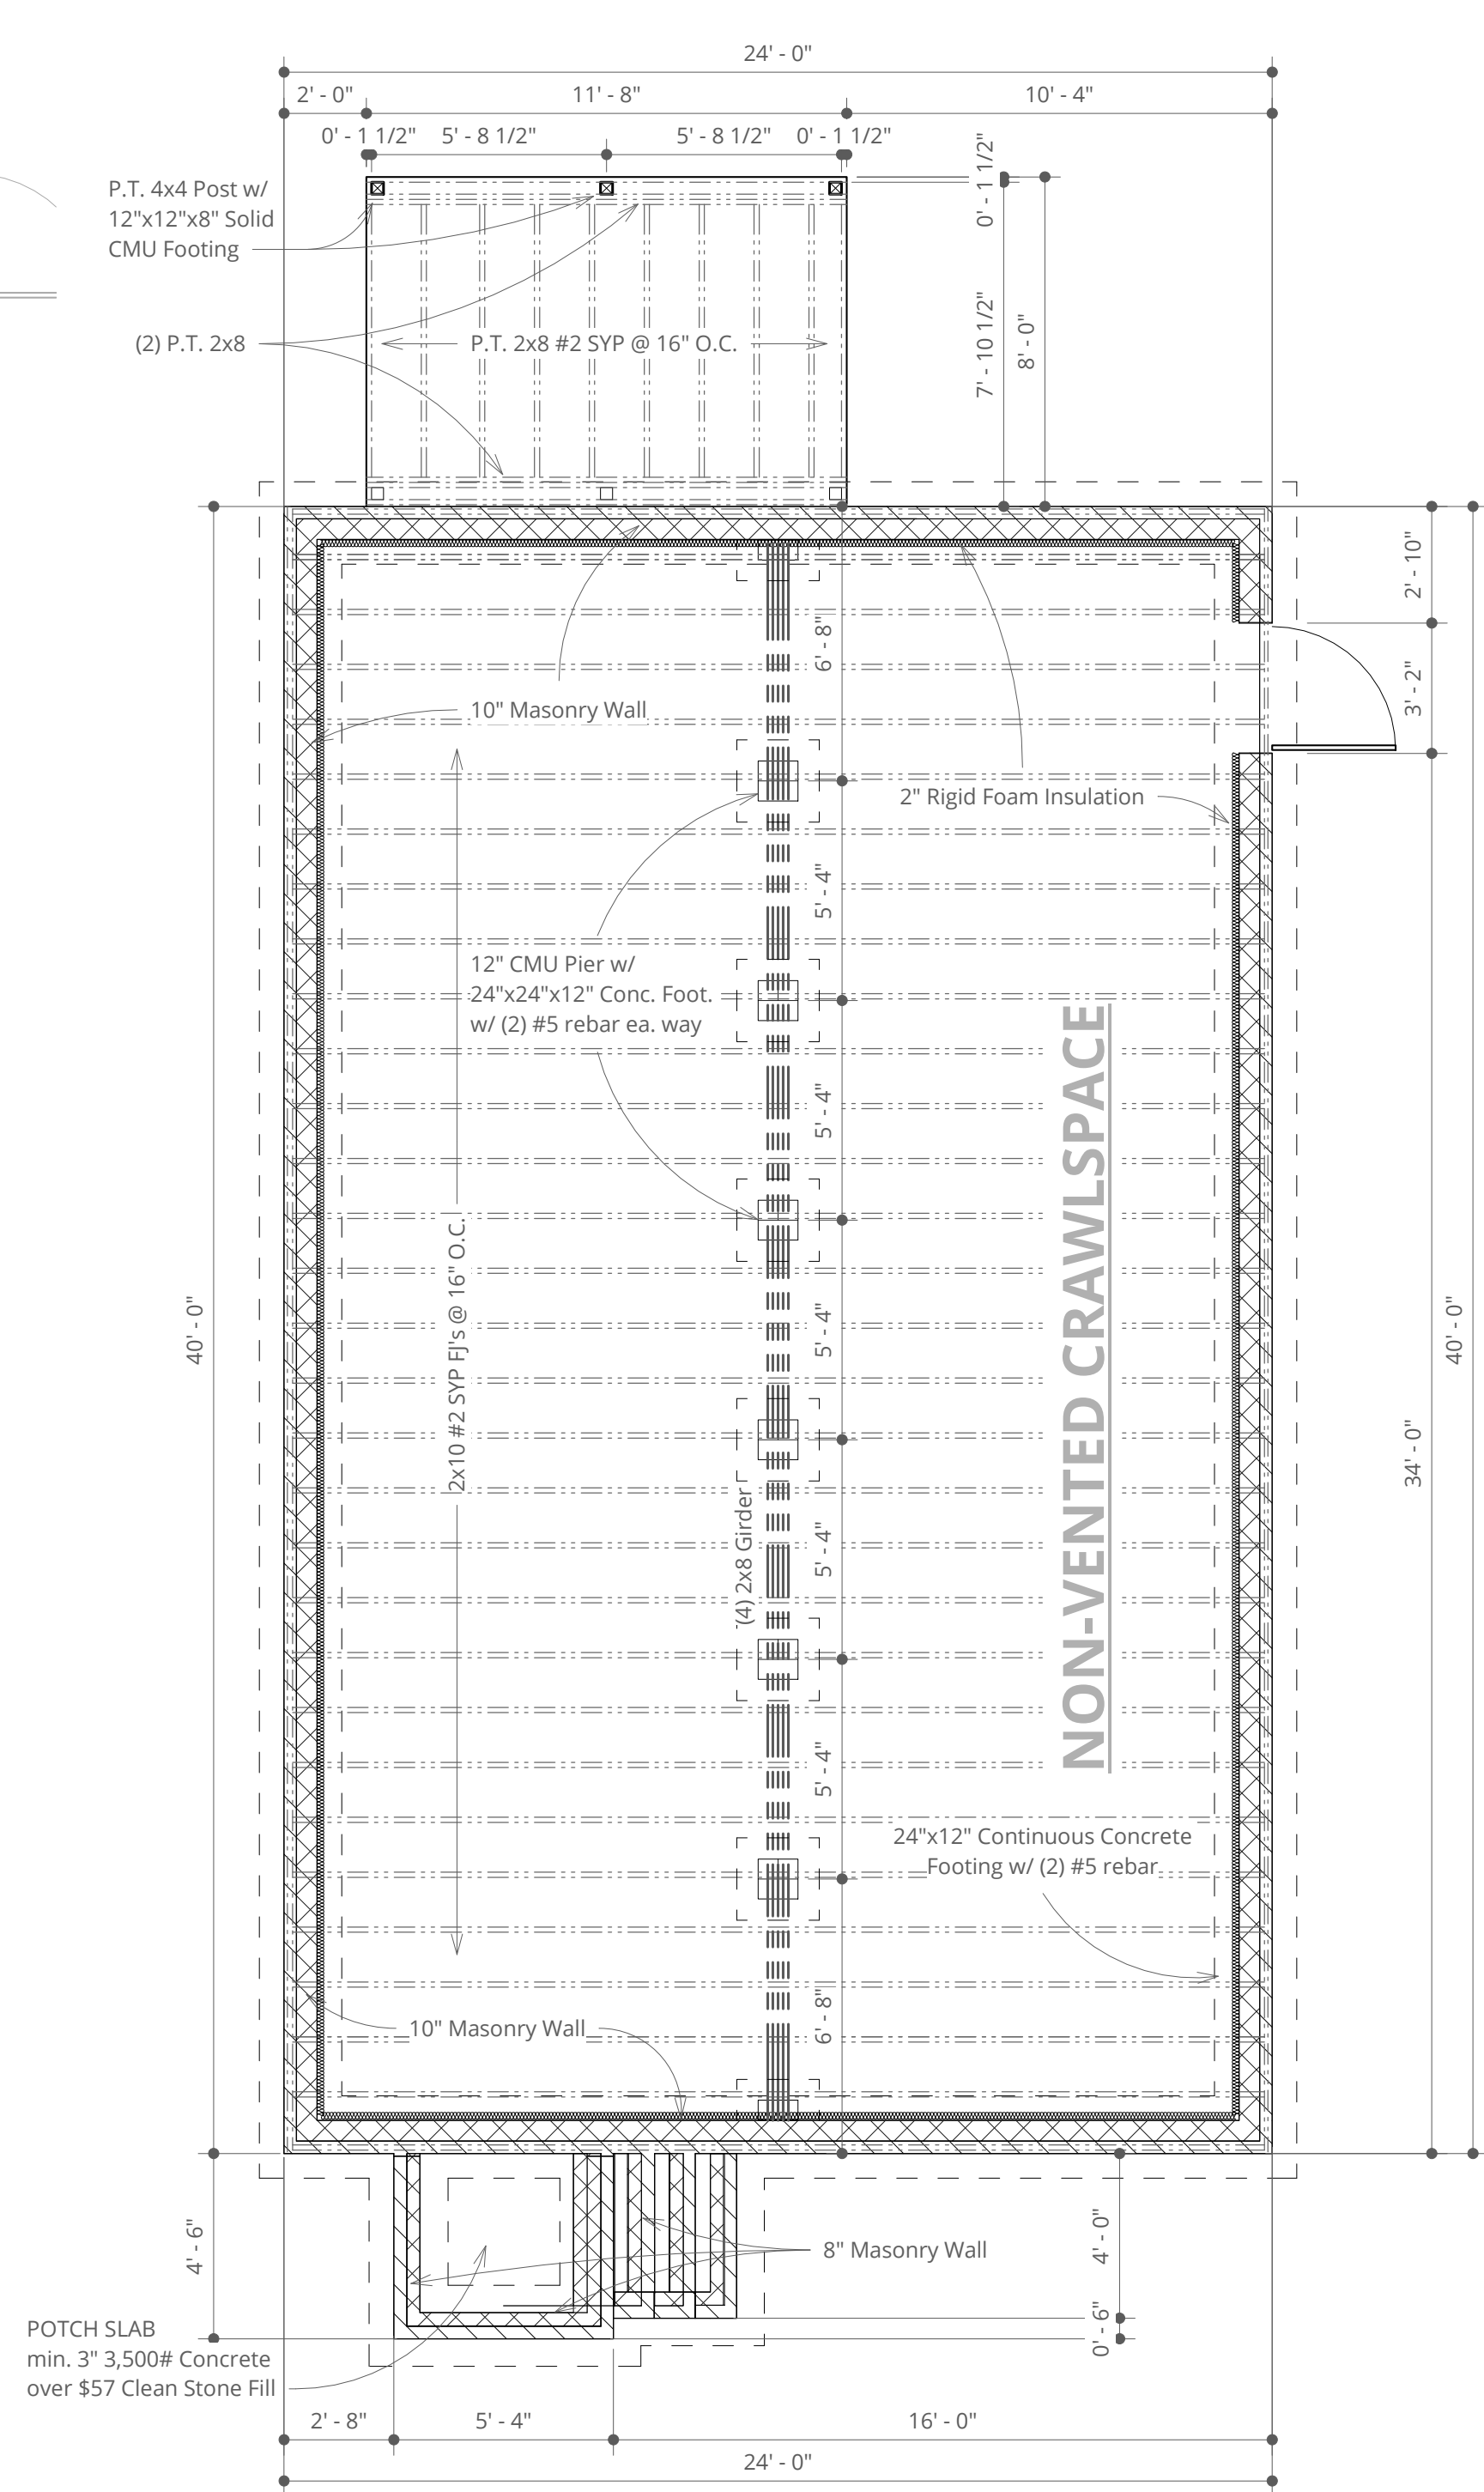 24' - 0"
2' - 0"
11' - 8"
10' - 4"
0' - 1 1/2"
5' - 8 1/2"
5' - 8 1/2"
0' - 1 1/2"
0' - 1 1/2"
P.T. 4x4 Post w/
12"x12"x8" Solid
CMU Footing
(2) P.T. 2x8
P.T. 2x8 #2 SYP @ 16" O.C.
7' - 10 1/2"
8' - 0"
2' - 10"
3' - 2"
6' - 8"
10" Masonry Wall
2" Rigid Foam Insulation
5' - 4"
12" CMU Pier w/
24"x24"x12" Conc. Foot.
w/ (2) #5 rebar ea. way
5' - 4"
NON-VENTED CRAWLSPACE
40' - 0"
2x10 #2 SYP FJ's @ 16" O.C.
5' - 4"
40' - 0"
34' - 0"
(4) 2x8 Girder
5' - 4"
5' - 4"
24"x12" Continuous Concrete
Footing w/ (2) #5 rebar
6' - 8"
10" Masonry Wall
4' - 6"
8" Masonry Wall
4' - 0"
0' - 6"
POTCH SLAB
min. 3" 3,500# Concrete
over $57 Clean Stone Fill
2' - 8"
5' - 4"
16' - 0"
24' - 0"